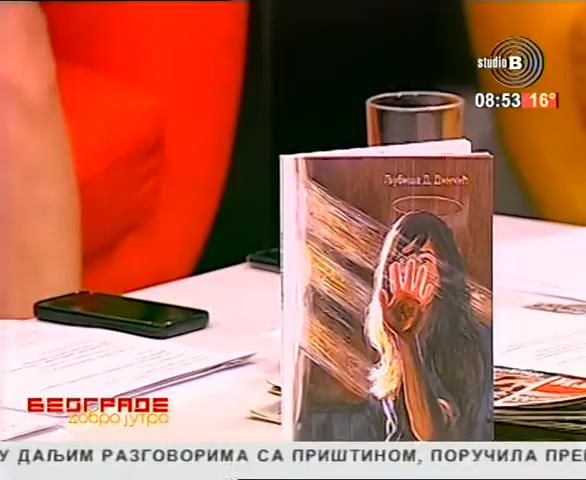 studio B
08:53 16°
Љубиша Д. Динчић
БЕОГРАДЕ
добро јутро
У ДАЉИМ РАЗГОВОРИМА СА ПРИШТИНОМ, ПОРУЧИЛА ПРЕ